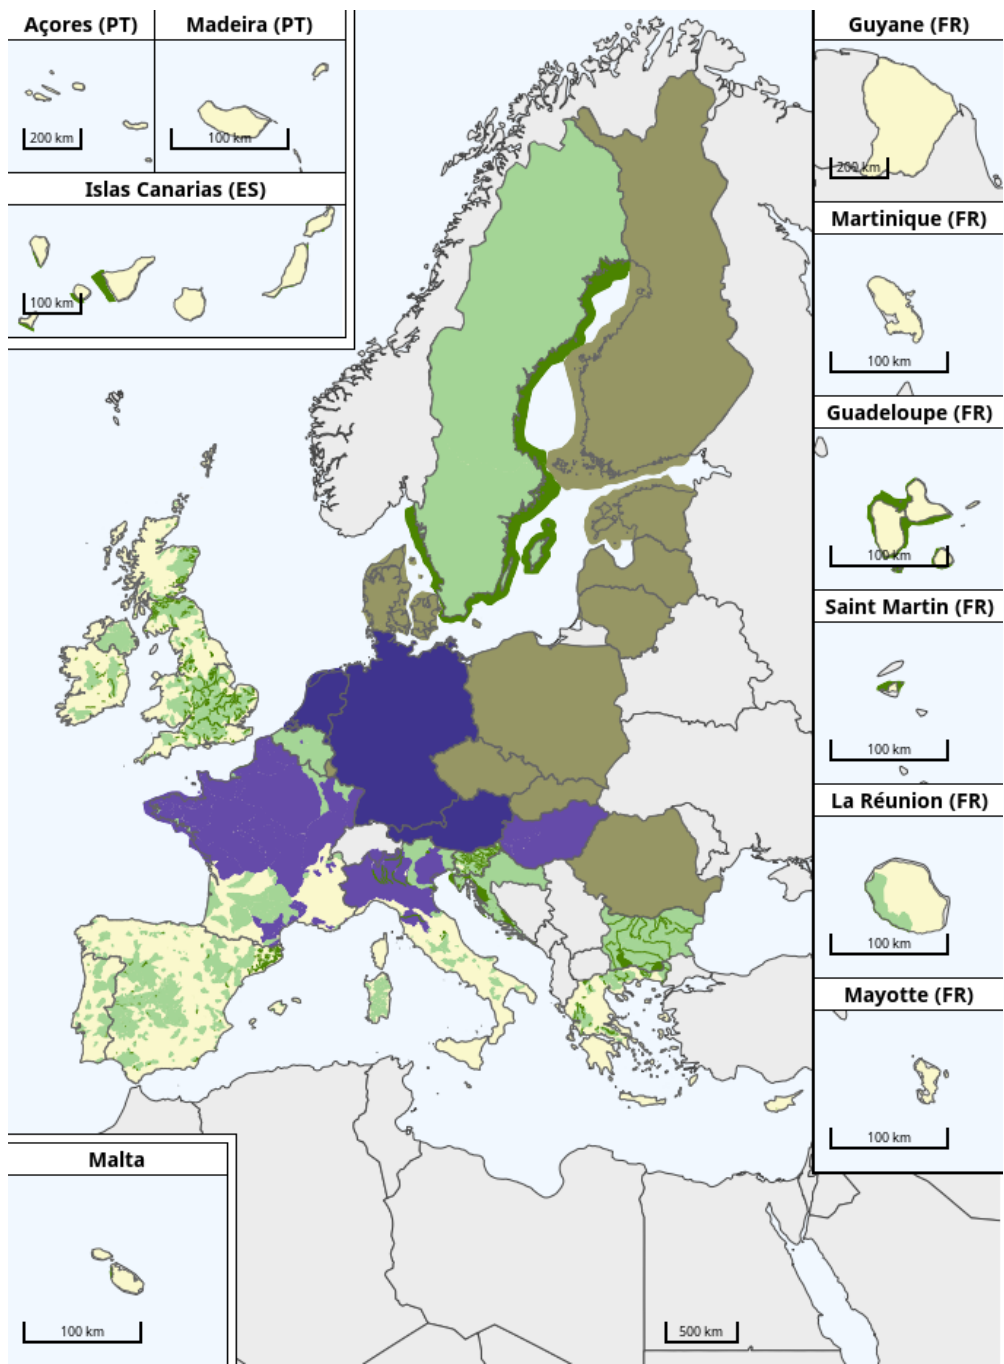 Açores (PT)
Madeira (PT)
200 km
100 km
Islas Canarias (ES)
100 km
Guyane (FR)
200 km
Martinique (FR)
100 km
Guadeloupe (FR)
100 km
Saint Martin (FR)
100 km
La Réunion (FR)
100 km
Mayotte (FR)
100 km
Malta
100 km
500 km